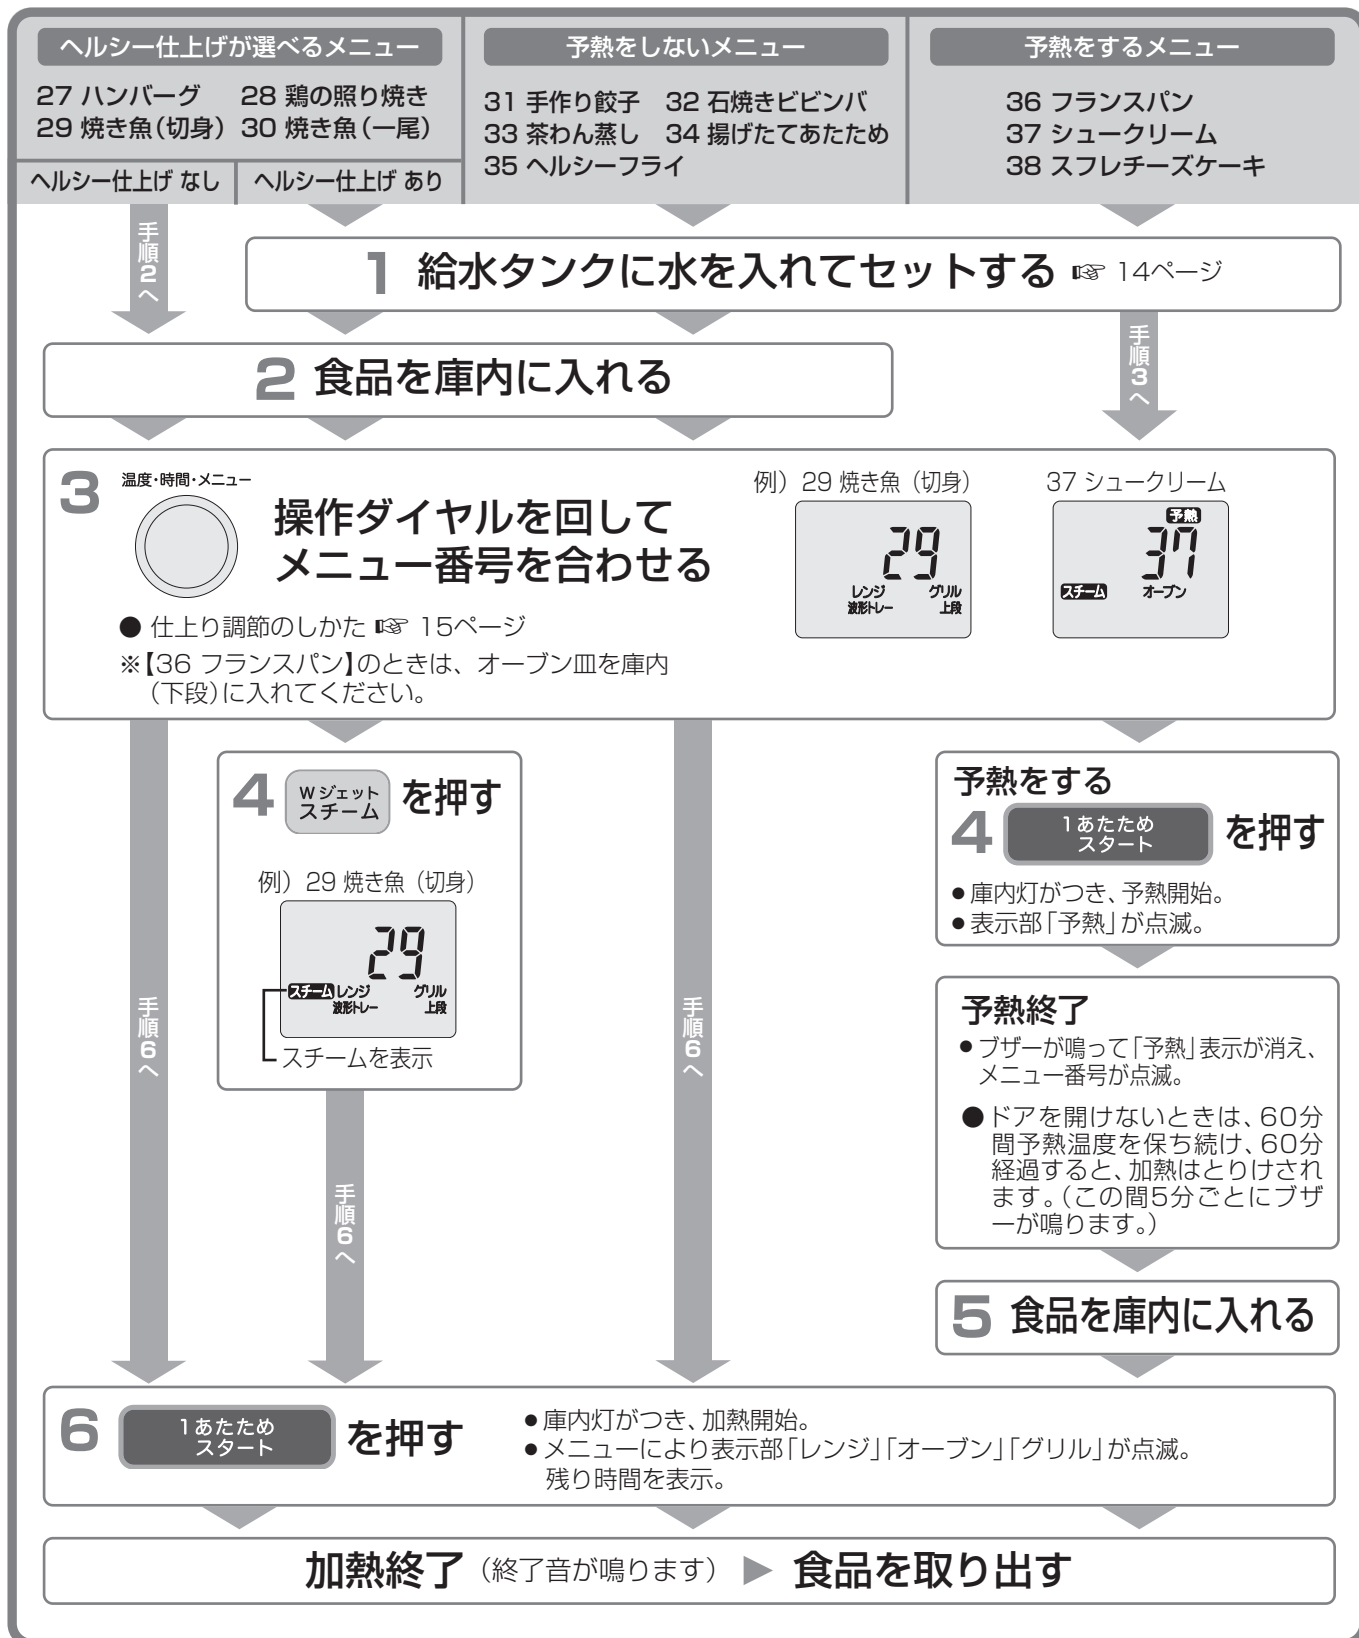 ヘルシー仕上げが選べるメニュー
27 ハンバーグ 28 鶏の照り焼き
29 焼き魚(切身) 30 焼き魚(一尾)
ヘルシー仕上げ なし
ヘルシー仕上げ あり
予熱をしないメニュー
31 手作り餃子 32 石焼きビビンバ
33 茶わん蒸し 34 揚げたてあたため
35 ヘルシーフライ
予熱をするメニュー
36 フランスパン
37 シュークリーム
38 スフレチーズケーキ
手順2へ
1 給水タンクに水を入れてセットする ☞ 14ページ
手順3へ
2 食品を庫内に入れる
3 温度・時間・メニュー
操作ダイヤルを回して
メニュー番号を合わせる
● 仕上り調節のしかた ☞ 15ページ
※【36 フランスパン】のときは、オーブン皿を庫内
(下段)に入れてください。
例)29 焼き魚(切身)
29
レンジ グリル
波形トレー 上段
37 シュークリーム
予熱
37
スチーム オーブン
手順6へ
4 Wジェット
スチーム を押す
例)29 焼き魚(切身)
29
スチーム レンジ グリル
波形トレー 上段
スチームを表示
手順6へ
手順6へ
予熱をする
4 1あたため
スタート を押す
●庫内灯がつき、予熱開始。
●表示部「予熱」が点滅。
予熱終了
●ブザーが鳴って「予熱」表示が消え、
メニュー番号が点滅。
●ドアを開けないときは、60分
間予熱温度を保ち続け、60分
経過すると、加熱はとりけされ
ます。(この間5分ごとにブザ
ーが鳴ります。)
5 食品を庫内に入れる
6 1あたため
スタート を押す
●庫内灯がつき、加熱開始。
●メニューにより表示部「レンジ」「オーブン」「グリル」が点滅。
残り時間を表示。
加熱終了(終了音が鳴ります) ▶ 食品を取り出す